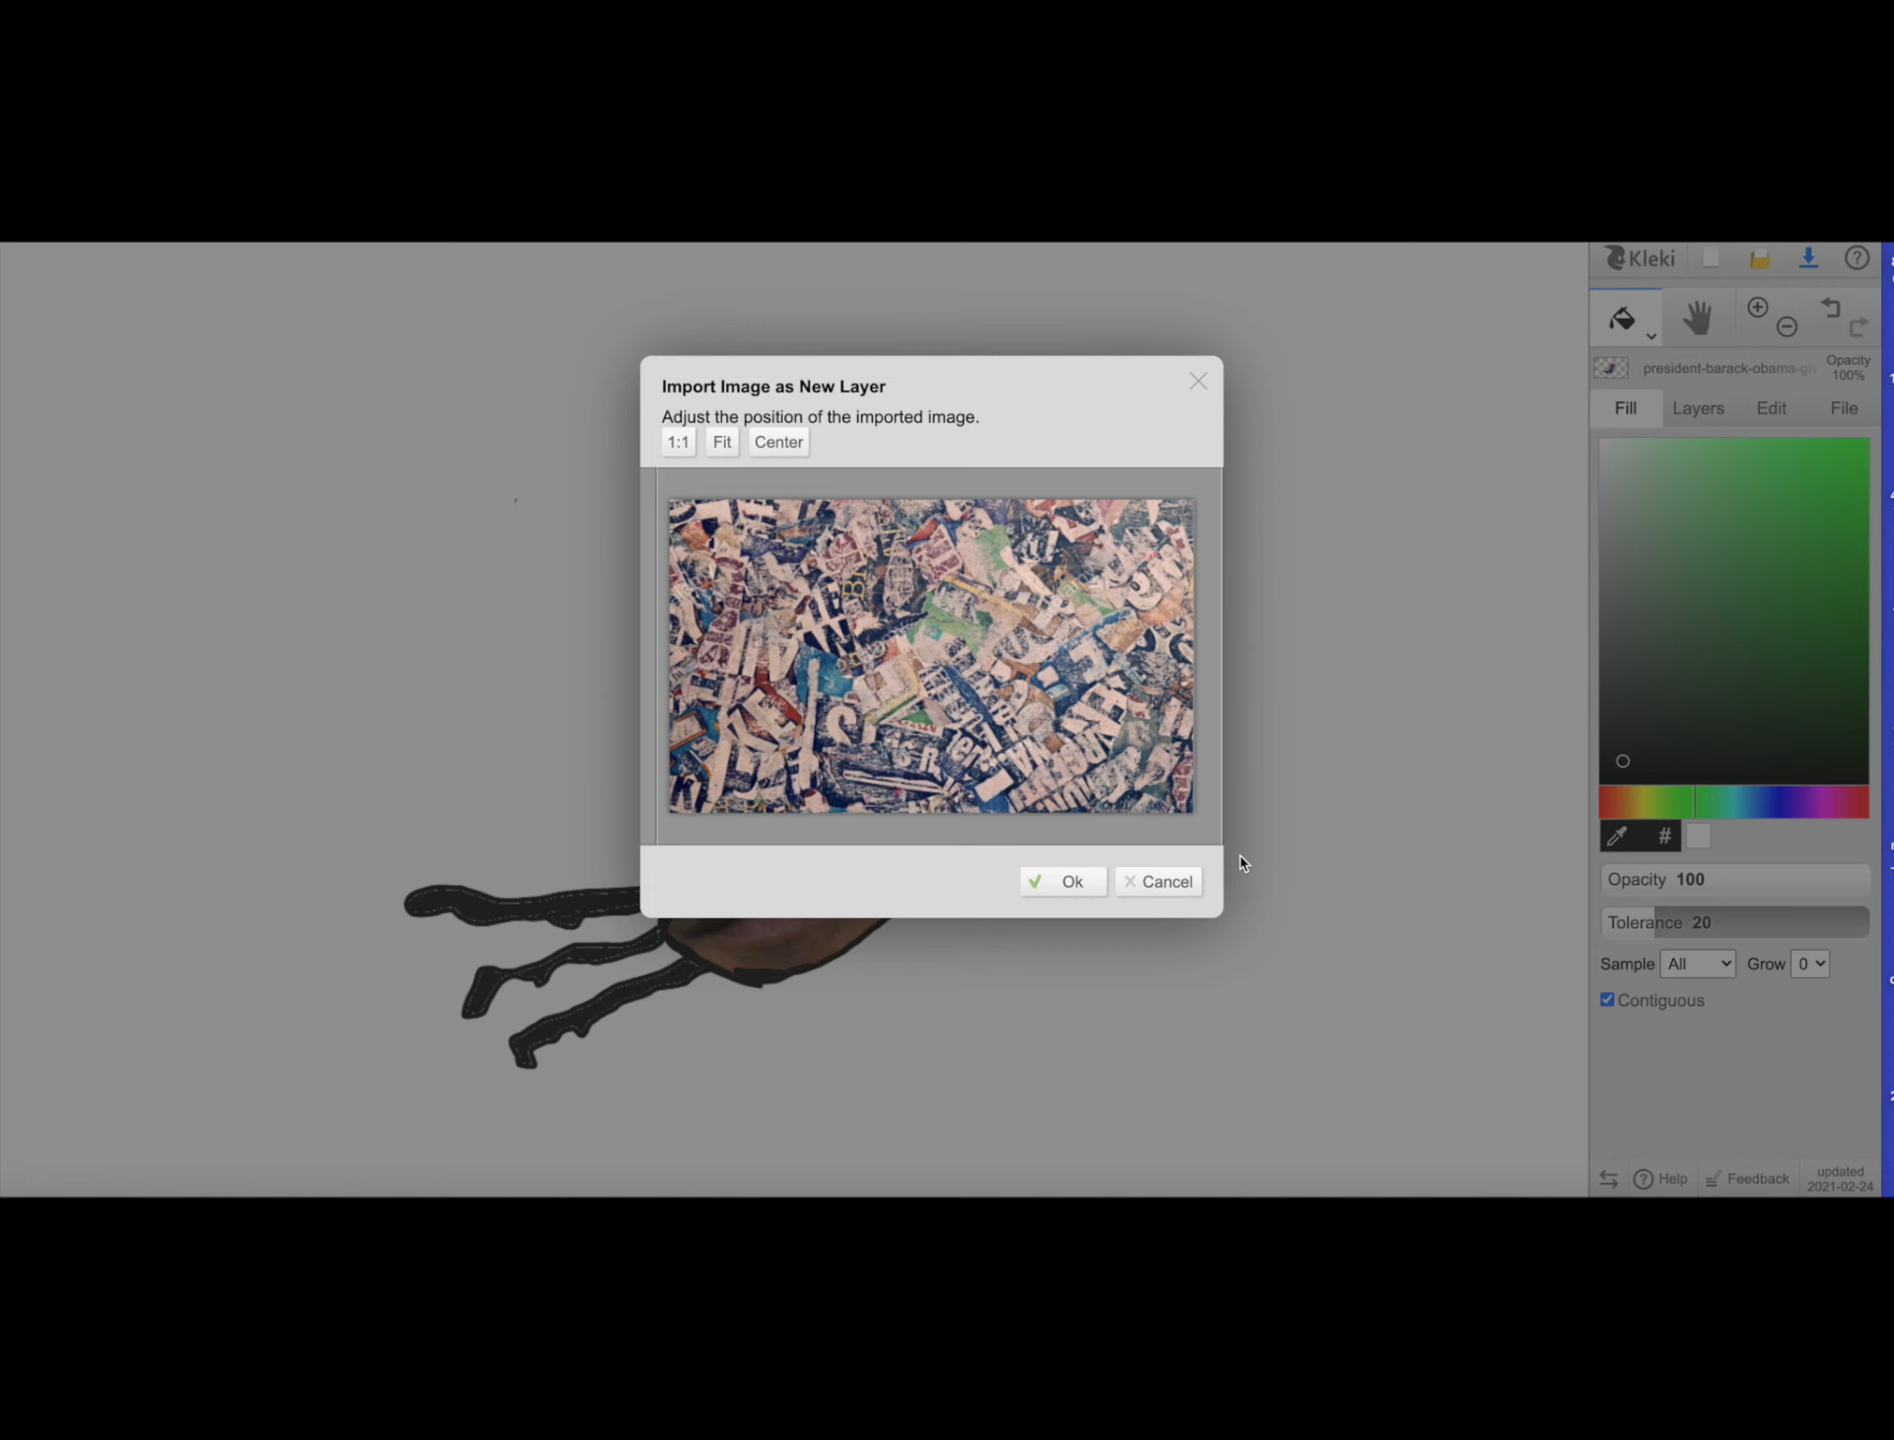 Kleki
Import Image as New Layer
Adjust the position of the imported image.
1:1 Fit Center
Ok Cancel
president-barack-obama-giv
Opacity
100%
Fill Layers Edit File
#
Opacity 100
Tolerance 20
Sample All Grow 0
Contiguous
Help Feedback updated
2021-02-24